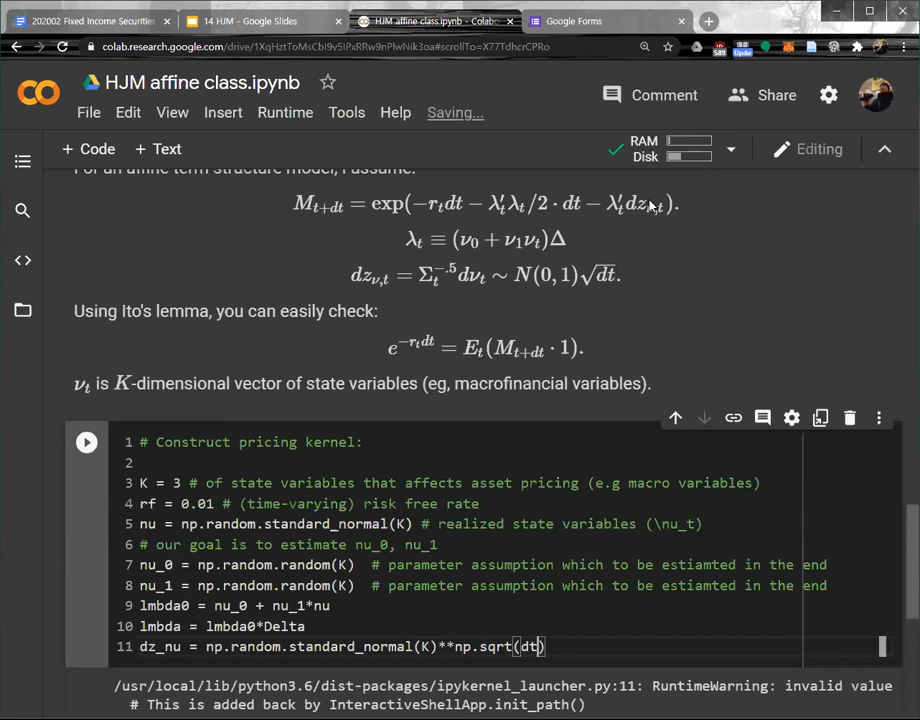 202002 Fixed Income Securities
14 HJM - Google Slides
HJM affine class.ipynb - Colabo
Google Forms
colab.research.google.com/drive/1XqHztToMsCbI9v5IPxRRw9nPlwNik3oa#scrollTo=X77TdhcrCPRo
589
Upda
HJM affine class.ipynb
Comment
Share
File Edit View Insert Runtime Tools Help Saving...
+ Code + Text
RAM
Disk
Editing
For an affine term structure model, I assume:
M_{t+dt} = exp(−r_t dt − λ'_t λ_t/2 · dt − λ'_t dz_{ν,t}).
λ_t ≡ (ν_0 + ν_1 ν_t)Δ
dz_{ν,t} = Σ_t^{−.5} dν_t ∼ N(0, 1)√dt.
Using Ito's lemma, you can easily check:
e^{−r_t dt} = E_t(M_{t+dt} · 1).
ν_t is K-dimensional vector of state variables (eg, macrofinancial variables).
1 # Construct pricing kernel:
2
3 K = 3 # of state variables that affects asset pricing (e.g macro variables)
4 rf = 0.01 # (time-varying) risk free rate
5 nu = np.random.standard_normal(K) # realized state variables (\nu_t)
6 # our goal is to estimate nu_0, nu_1
7 nu_0 = np.random.random(K)  # parameter assumption which to be estiamted in the end
8 nu_1 = np.random.random(K)  # parameter assumption which to be estiamted in the end
9 lmbda0 = nu_0 + nu_1*nu
10 lmbda = lmbda0*Delta
11 dz_nu = np.random.standard_normal(K)**np.sqrt(dt)
/usr/local/lib/python3.6/dist-packages/ipykernel_launcher.py:11: RuntimeWarning: invalid value
# This is added back by InteractiveShellApp.init_path()